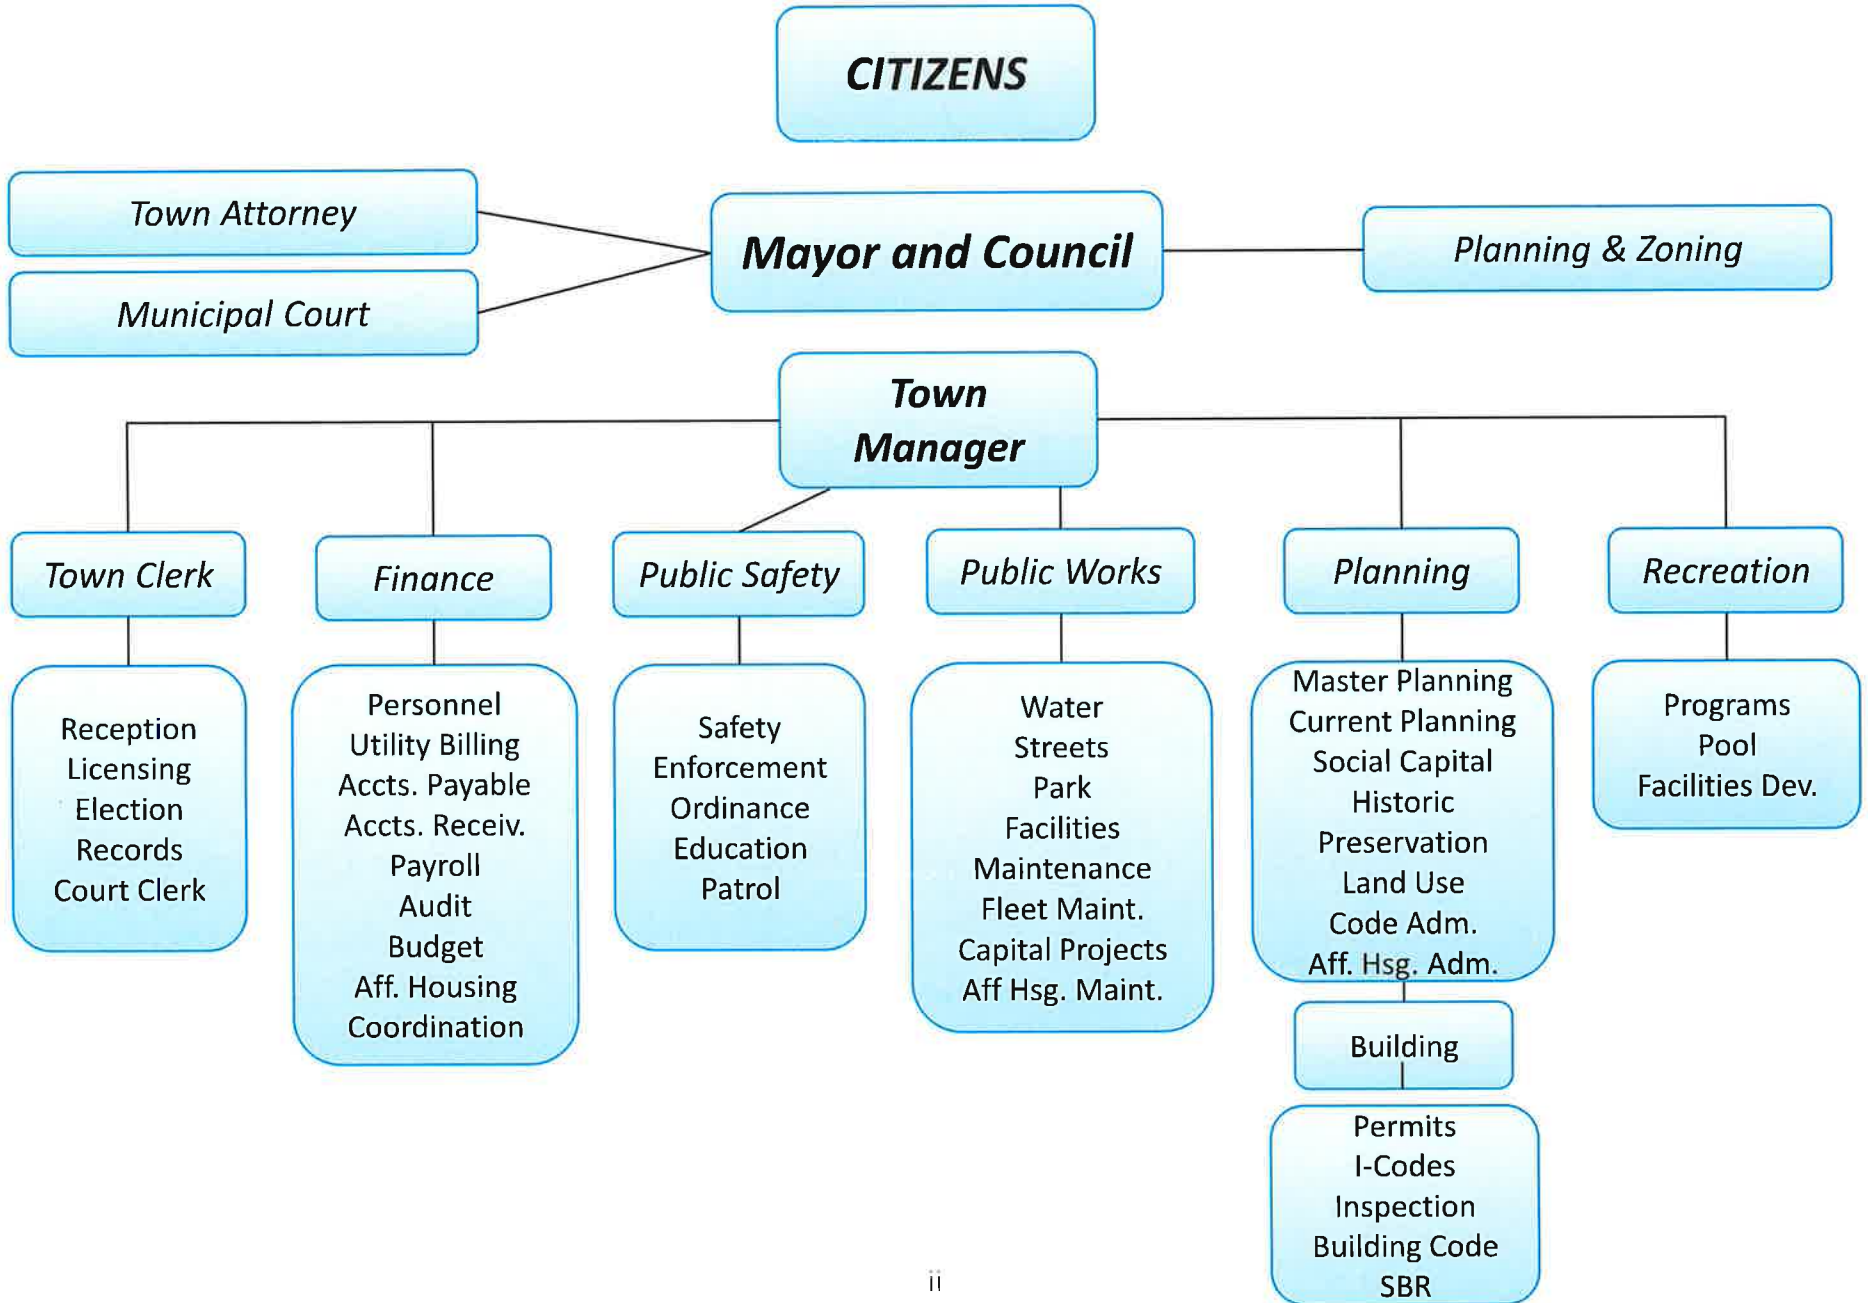 CITIZENS
Town Attorney
Mayor and Council
Planning & Zoning
Municipal Court
Town
Manager
Town Clerk
Finance
Public Safety
Public Works
Planning
Recreation
Reception
Licensing
Election
Records
Court Clerk
Personnel
Utility Billing
Accts. Payable
Accts. Receiv.
Payroll
Audit
Budget
Aff. Housing
Coordination
Safety
Enforcement
Ordinance
Education
Patrol
Water
Streets
Park
Facilities
Maintenance
Fleet Maint.
Capital Projects
Aff Hsg. Maint.
Master Planning
Current Planning
Social Capital
Historic
Preservation
Land Use
Code Adm.
Aff. Hsg. Adm.
Programs
Pool
Facilities Dev.
Building
Permits
I-Codes
Inspection
Building Code
SBR
ii